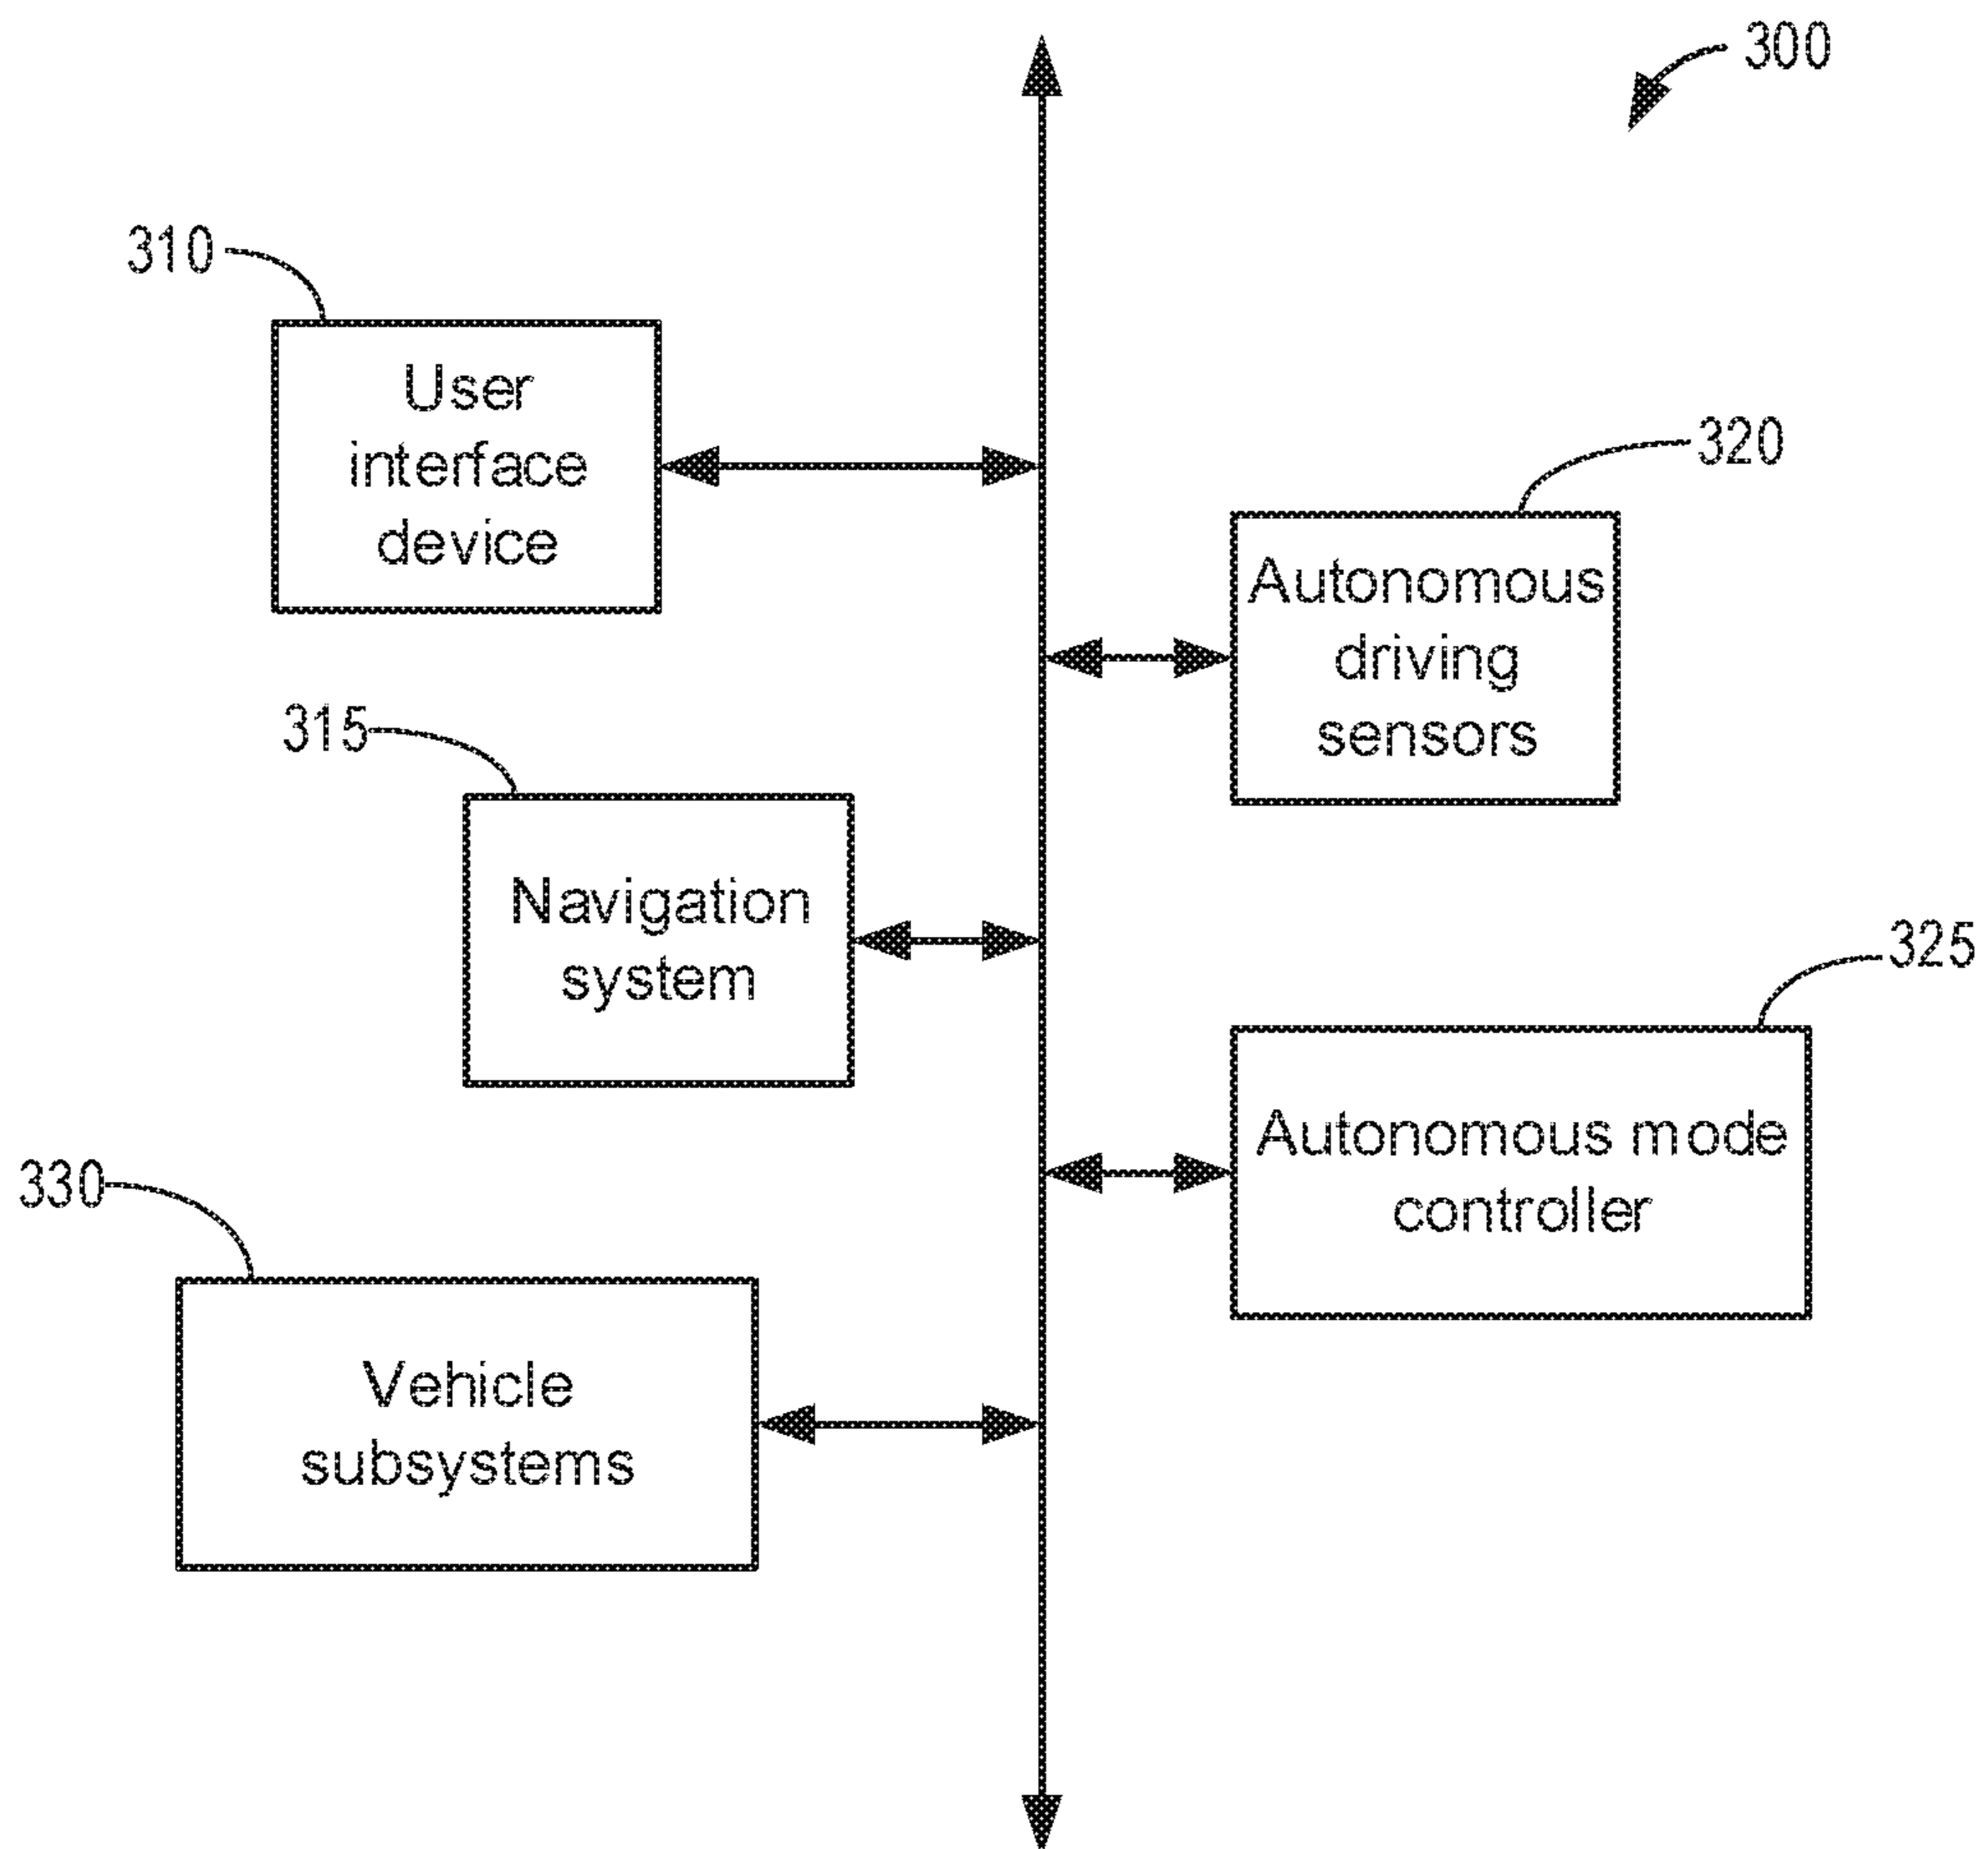 300
310
User
interface
device
320
Autonomous
driving
sensors
315
Navigation
system
325
Autonomous mode
controller
330
Vehicle
subsystems